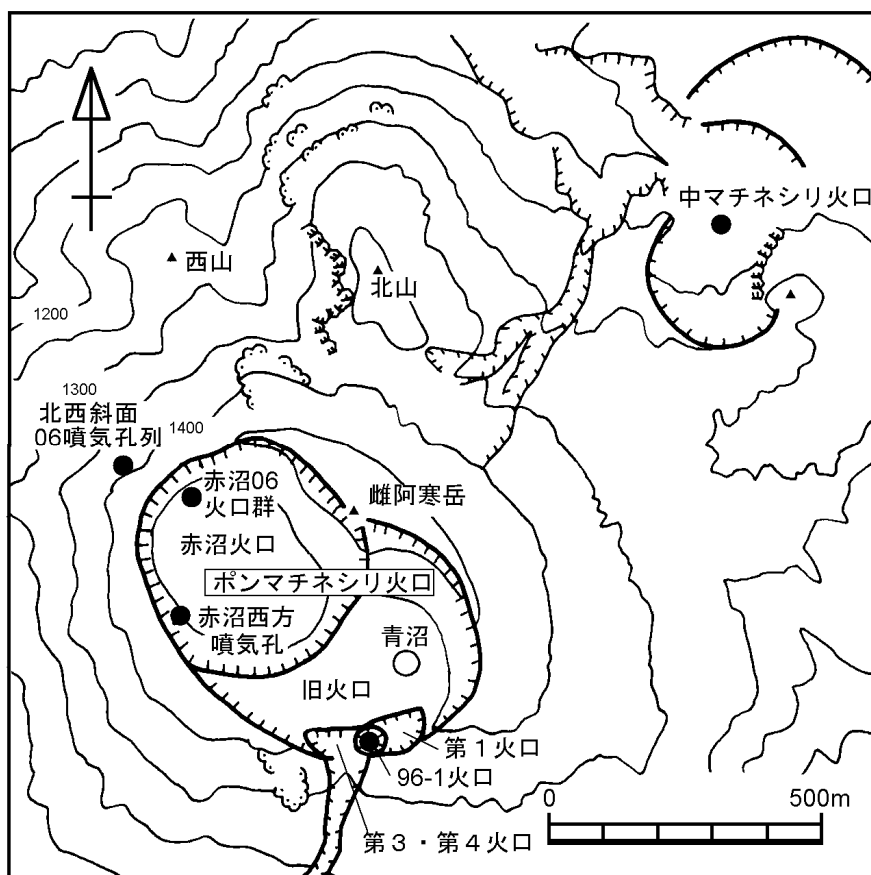 中マチネシリ火口
西山
北山
1200
1300
北西斜面
06噴気孔列
1400
赤沼06
火口群
雌阿寒岳
赤沼火口
ポンマチネシリ火口
赤沼西方
噴気孔
青沼
旧火口
第１火口
96-1火口
第３・第４火口
0
500m